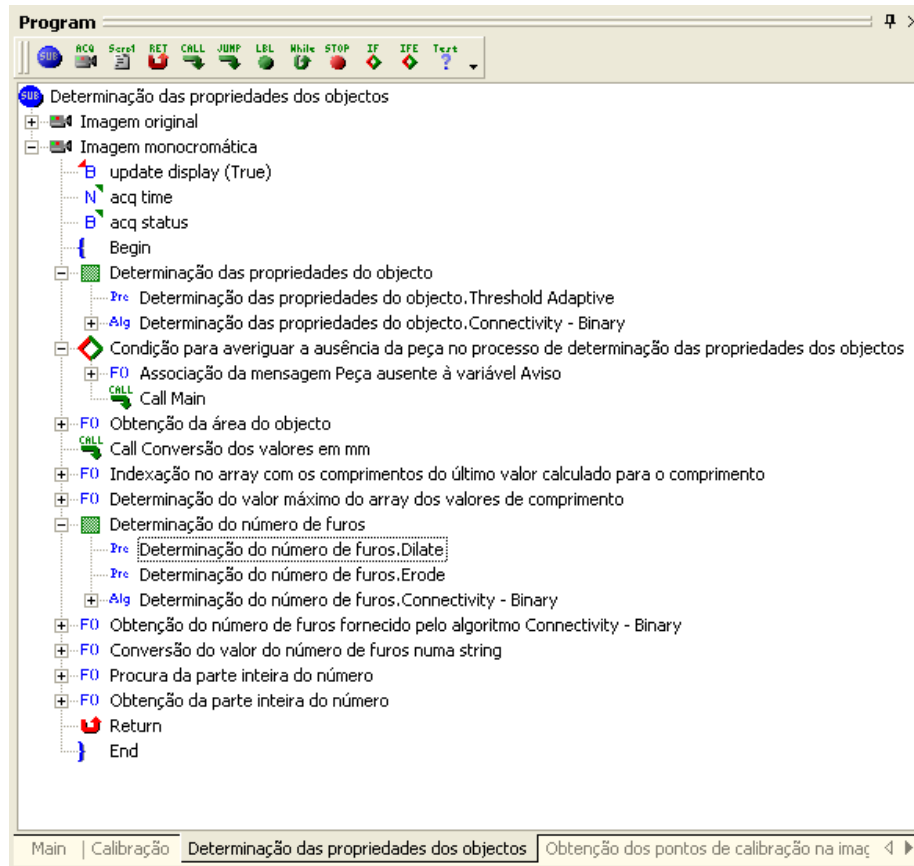 Program
SUB ACQ Scrpt RET CALL JUMP LBL While STOP IF IFE Test ?
SUB Determinação das propriedades dos objectos
Imagem original
Imagem monocromática
B update display (True)
N acq time
B acq status
{ Begin
Determinação das propriedades do objecto
Pre Determinação das propriedades do objecto.Threshold Adaptive
Alg Determinação das propriedades do objecto.Connectivity - Binary
Condição para averiguar a ausência da peça no processo de determinação das propriedades dos objectos
F() Associação da mensagem Peça ausente à variável Aviso
CALL Call Main
F() Obtenção da área do objecto
CALL Call Conversão dos valores em mm
F() Indexação no array com os comprimentos do último valor calculado para o comprimento
F() Determinação do valor máximo do array dos valores de comprimento
Determinação do número de furos
Pre Determinação do número de furos.Dilate
Pre Determinação do número de furos.Erode
Alg Determinação do número de furos.Connectivity - Binary
F() Obtenção do número de furos fornecido pelo algoritmo Connectivity - Binary
F() Conversão do valor do número de furos numa string
F() Procura da parte inteira do número
F() Obtenção da parte inteira do número
Return
} End
Main | Calibração Determinação das propriedades dos objectos Obtenção dos pontos de calibração na imag